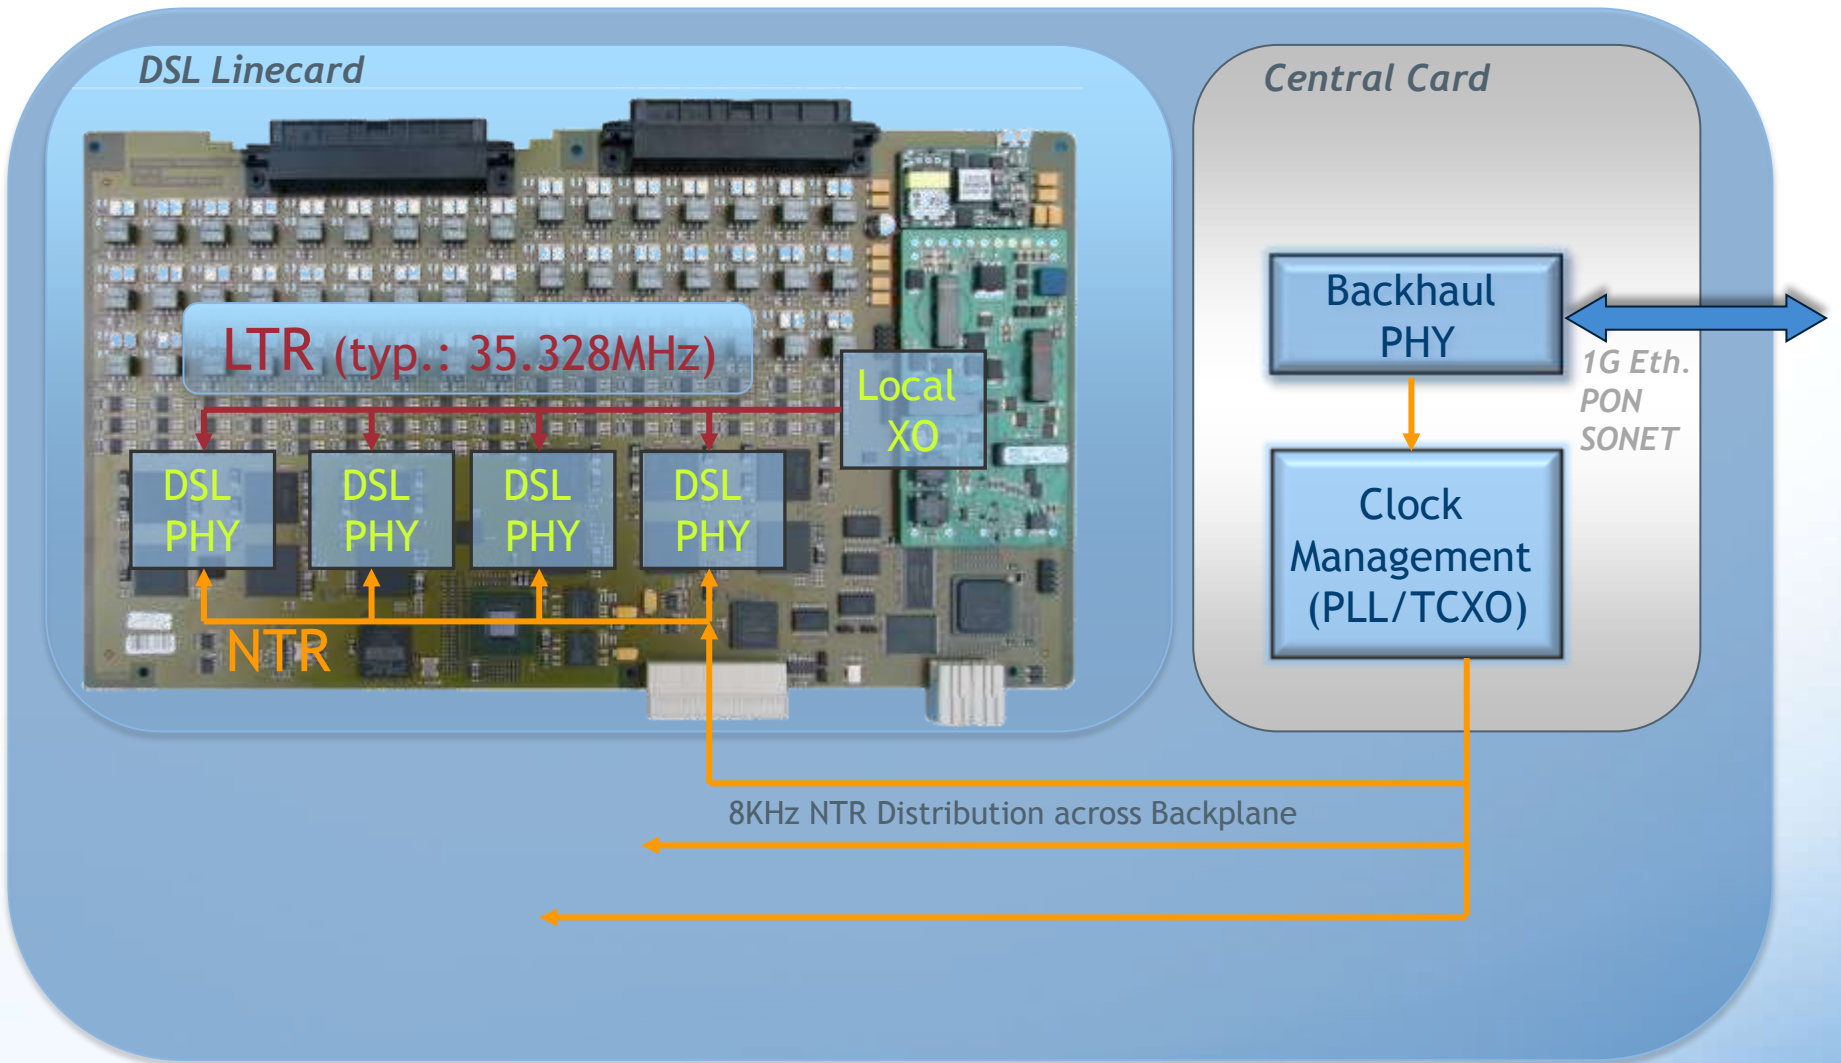 DSL Linecard
Central Card
LTR (typ.: 35.328MHz)
Local
XO
DSL
PHY
DSL
PHY
DSL
PHY
DSL
PHY
NTR
Backhaul
PHY
1G Eth.
PON
SONET
Clock
Management
(PLL/TCXO)
8KHz NTR Distribution across Backplane